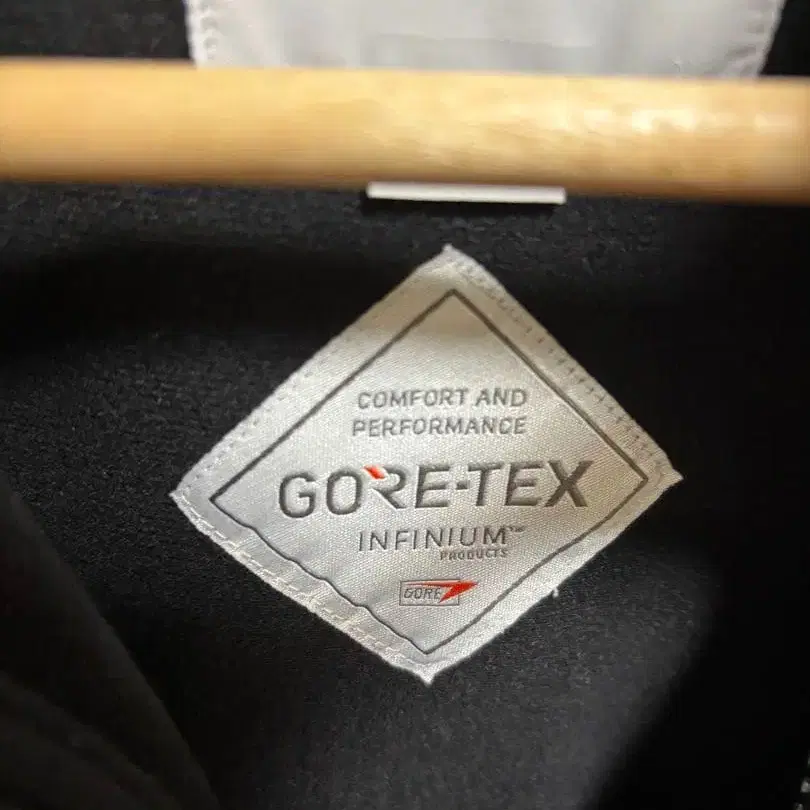 COMFORT AND
PERFORMANCE
GORE-TEX
INFINIUM™
PRODUCTS
GORE